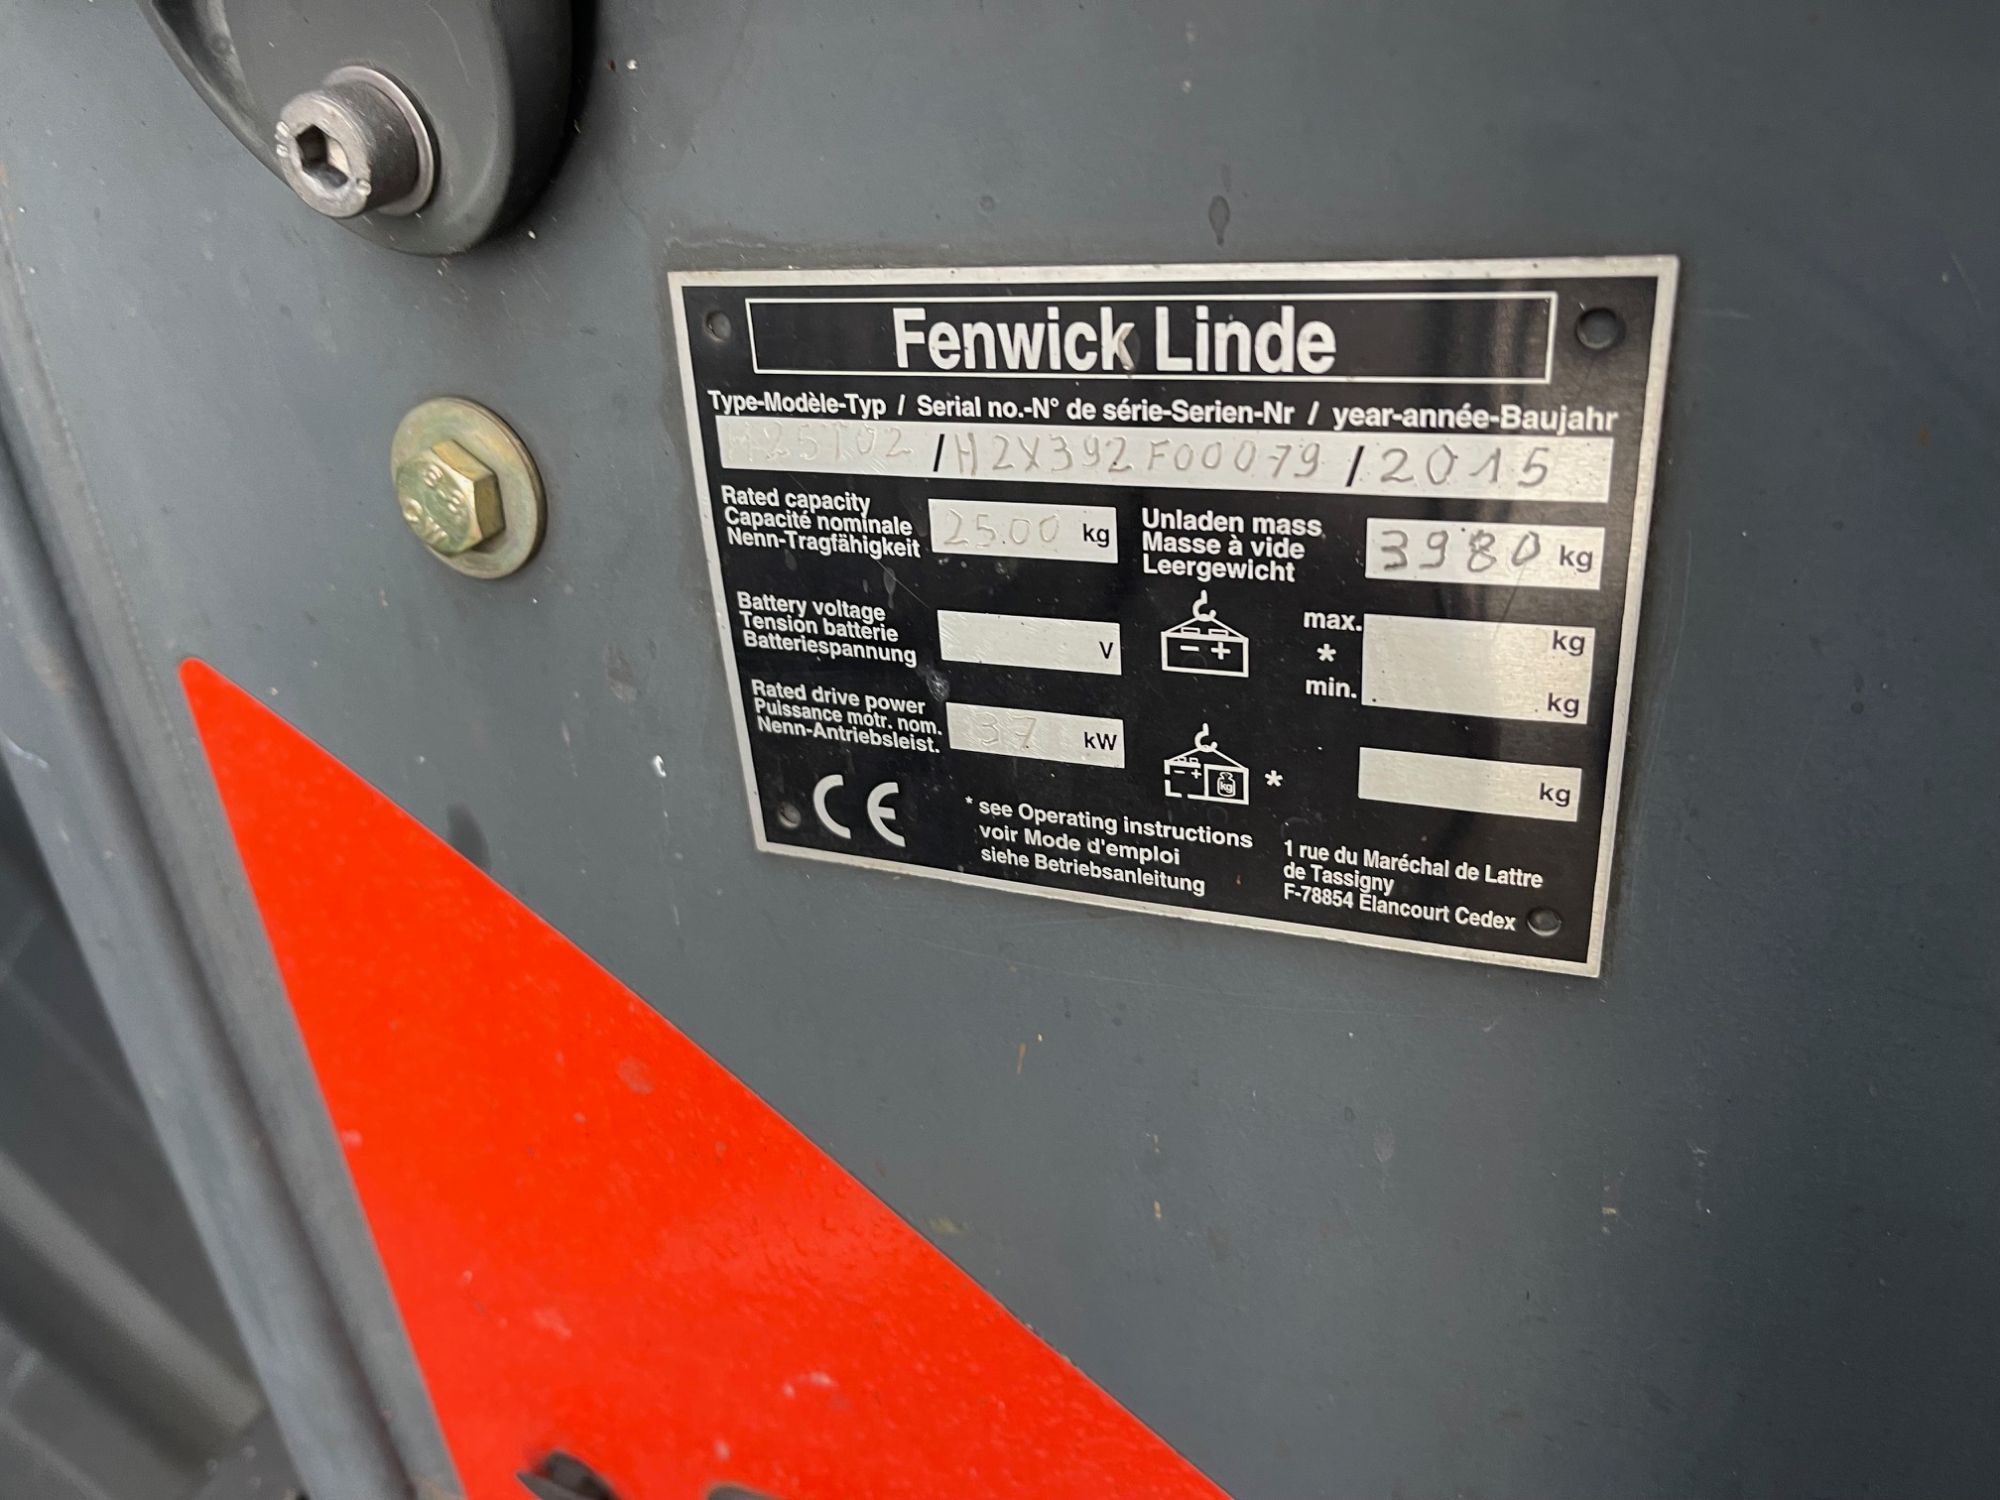 Fenwick Linde
Type-Modèle-Typ / Serial no.-N° de série-Serien-Nr / year-année-Baujahr
H25T02 / H2X392F00079 / 2015
Rated capacity
Capacité nominale
Nenn-Tragfähigkeit
2500 kg
Unladen mass
Masse à vide
Leergewicht
3980 kg
Battery voltage
Tension batterie
Batteriespannung
V
max. kg
*
min. kg
Rated drive power
Puissance motr. nom.
Nenn-Antriebsleist.
37 kW
kg
* kg
CE
* see Operating instructions
voir Mode d'emploi
siehe Betriebsanleitung
1 rue du Maréchal de Lattre
de Tassigny
F-78854 Elancourt Cedex